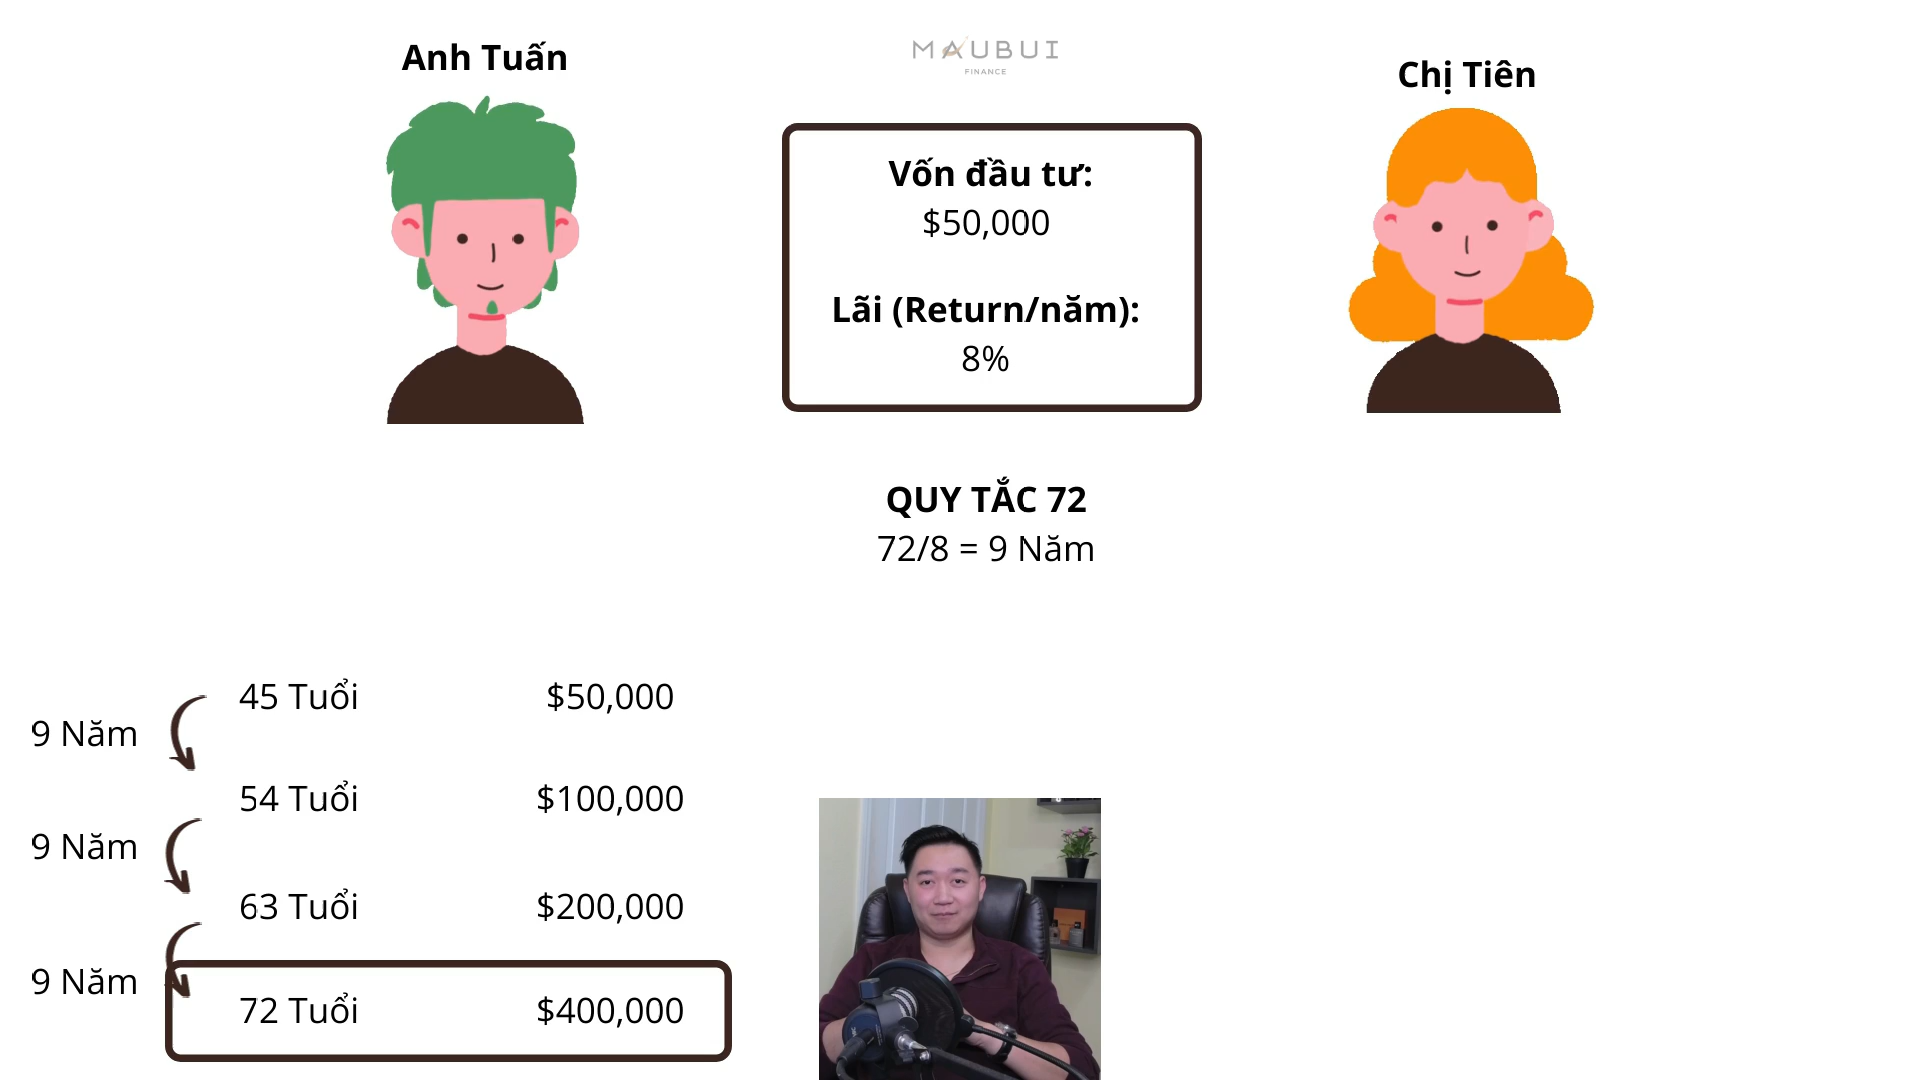 Anh Tuấn
MAUBUI
FINANCE
Chị Tiên
Vốn đầu tư:
$50,000
Lãi (Return/năm):
8%
QUY TẮC 72
72/8 = 9 Năm
45 Tuổi $50,000
9 Năm
54 Tuổi $100,000
9 Năm
63 Tuổi $200,000
9 Năm
72 Tuổi $400,000